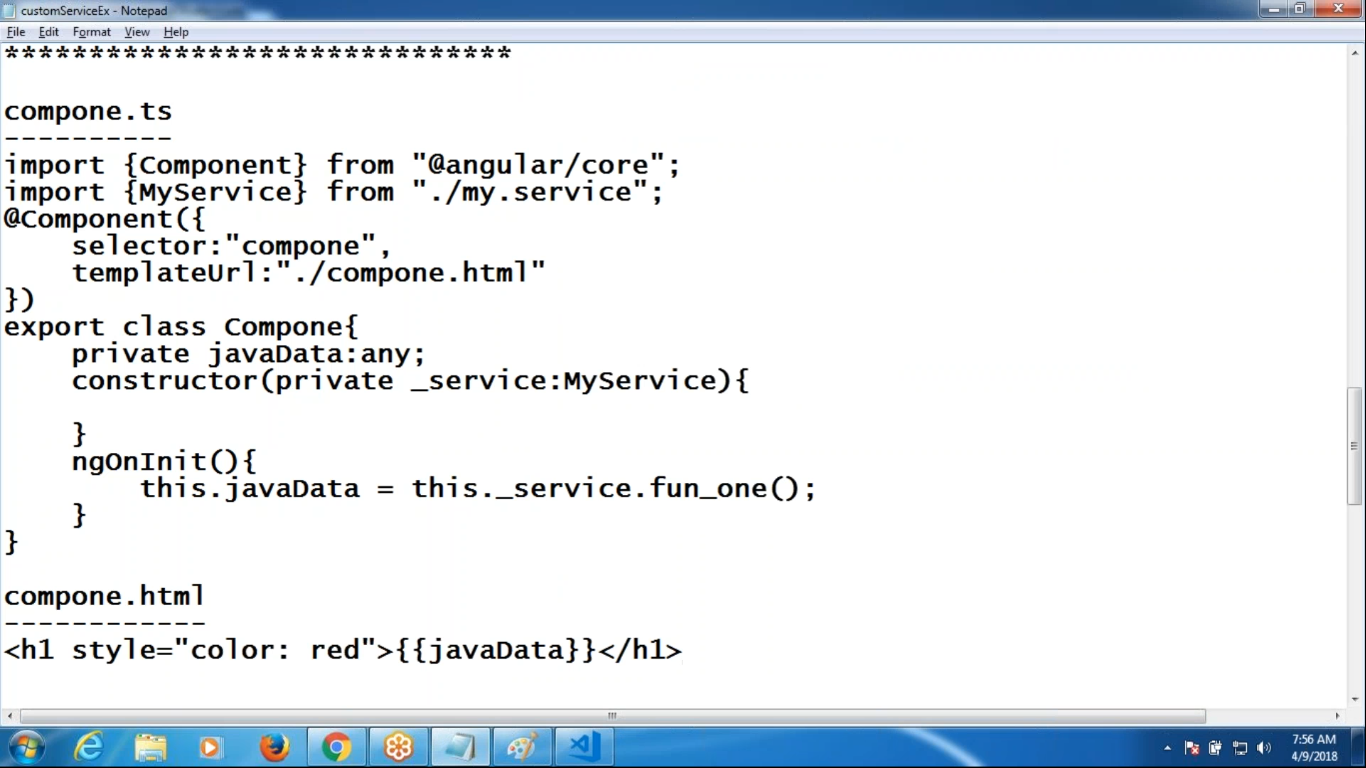 customServiceEx - Notepad
File Edit Format View Help
******************************
compone.ts
----------
import {Component} from "@angular/core";
import {MyService} from "./my.service";
@Component({
    selector:"compone",
    templateUrl:"./compone.html"
})
export class Compone{
    private javaData:any;
    constructor(private _service:MyService){
    }
    ngOnInit(){
        this.javaData = this._service.fun_one();
    }
}
compone.html
------------
<h1 style="color: red">{{javaData}}</h1>
7:56 AM
4/9/2018